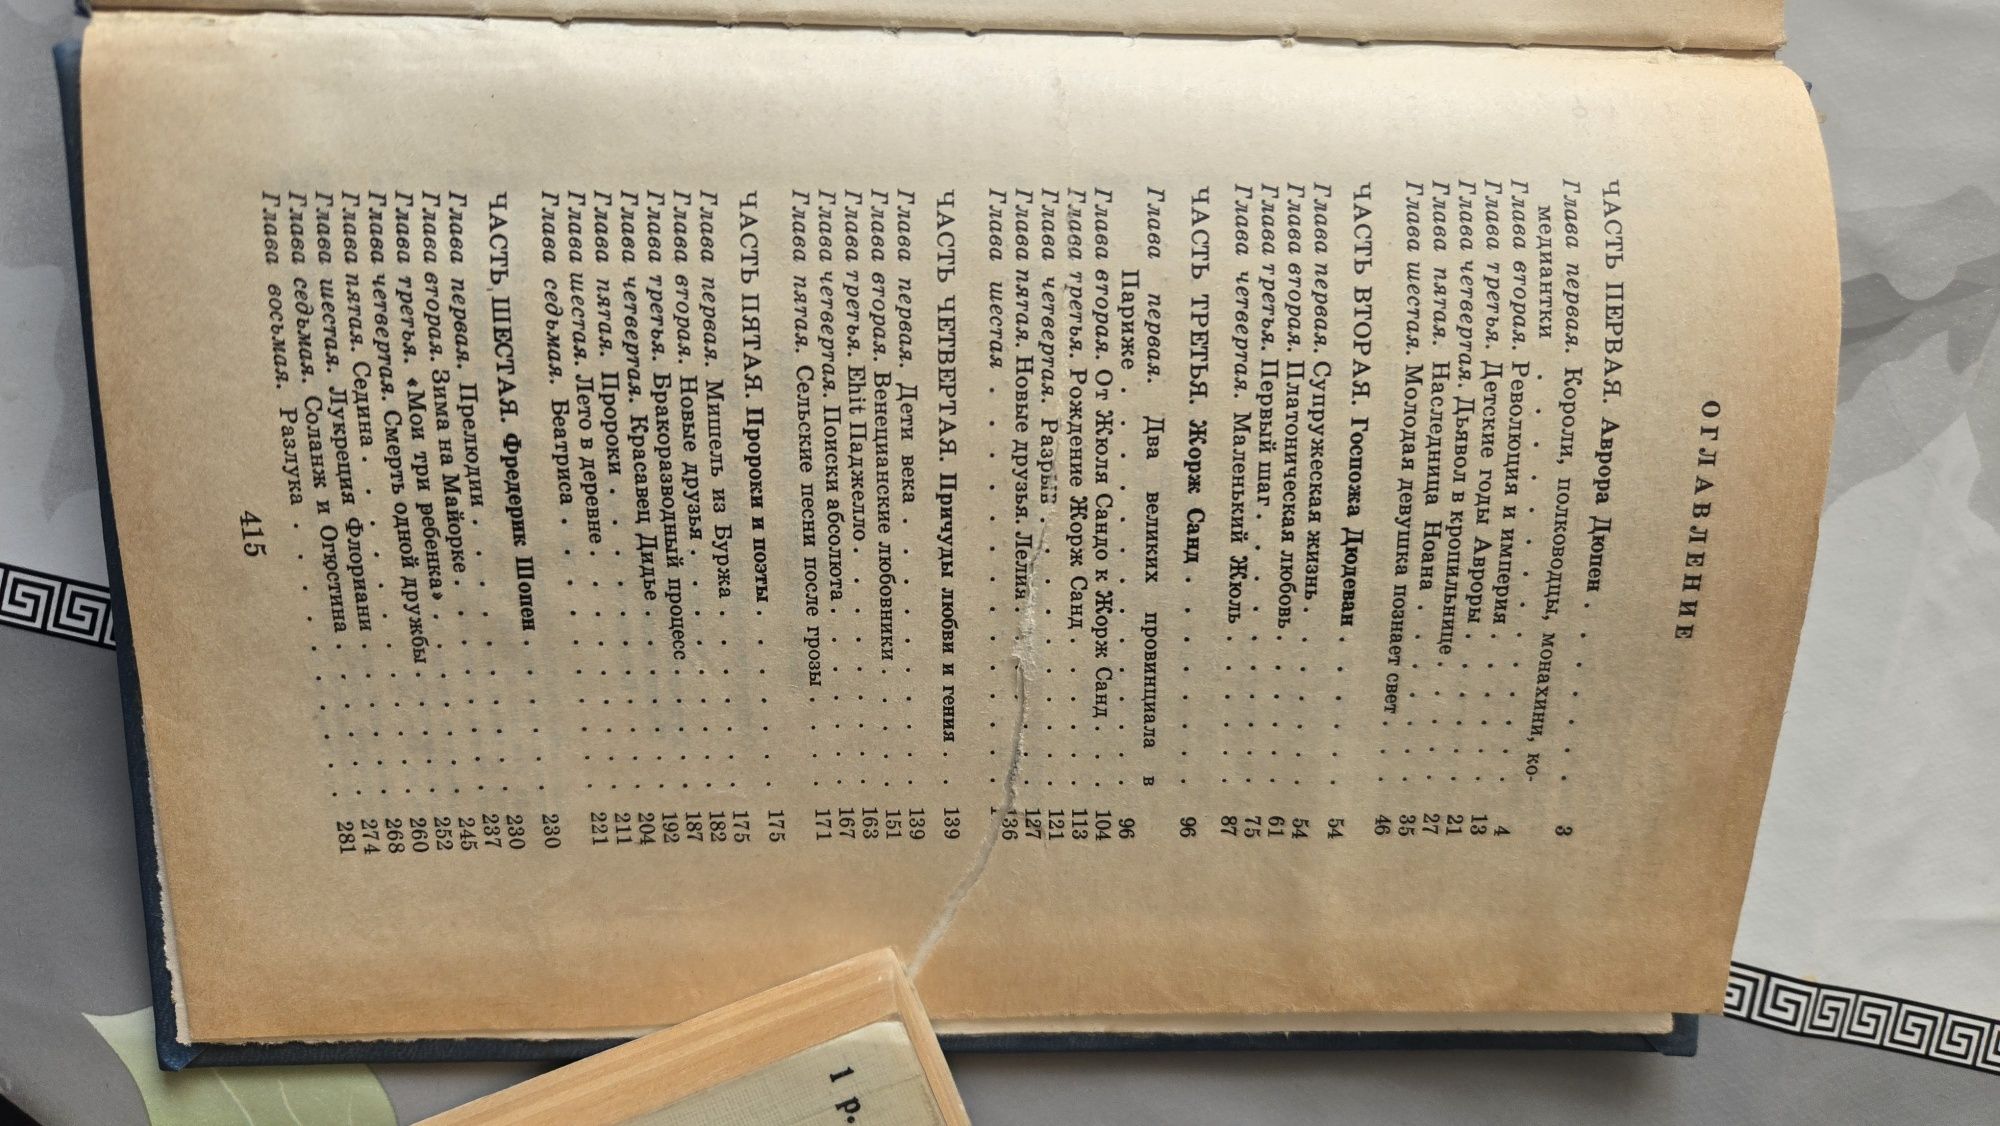 ОГЛАВЛЕНИЕ
ЧАСТЬ ПЕРВАЯ. Аврора Дюпен . . . . . 3
Глава первая. Короли, полководцы, монахини, ко-
медиантки . . . . . . . . . 4
Глава вторая. Революция и империя . . . . . 13
Глава третья. Детские годы Авроры . . . . . 21
Глава четвертая. Дьявол в кропильнице . . . . 27
Глава пятая. Наследница Ноана . . . . . . 35
Глава шестая. Молодая девушка познает свет . . . 46
ЧАСТЬ ВТОРАЯ. Госпожа Дюдеван . . . . . 54
Глава первая. Супружеская жизнь . . . . . 54
Глава вторая. Платоническая любовь . . . . . 61
Глава третья. Первый шаг . . . . . . . 75
Глава четвертая. Маленький Жюль . . . . . 87
ЧАСТЬ ТРЕТЬЯ. Жорж Санд . . . . . . 96
Глава первая. Два великих провинциала в
Париже . . . . . . . . . . 96
Глава вторая. От Жюля Сандо к Жорж Санд . . . 104
Глава третья. Рождение Жорж Санд . . . . . 113
Глава четвертая. Разрыв . . . . . . . 121
Глава пятая. Новые друзья. Лелия . . . . . 127
Глава шестая . . . . . . . . . . 136
ЧАСТЬ ЧЕТВЕРТАЯ. Причуды любви и гения . . 139
Глава первая. Дети века . . . . . . . 139
Глава вторая. Венецианские любовники . . . . 151
Глава третья. Ehit Паджелло . . . . . . 163
Глава четвертая. Поиски абсолюта . . . . . 167
Глава пятая. Сельские песни после грозы . . . . 171
ЧАСТЬ ПЯТАЯ. Пророки и поэты . . . . . 175
Глава первая. Мишель из Буржа . . . . . 175
Глава вторая. Новые друзья . . . . . . 182
Глава третья. Бракоразводный процесс . . . . 187
Глава четвертая. Красавец Дидье . . . . . 192
Глава пятая. Пророки . . . . . . . 204
Глава шестая. Лето в деревне . . . . . . 211
Глава седьмая. Беатриса . . . . . . . 221
ЧАСТЬ ШЕСТАЯ. Фредерик Шопен . . . . . 230
Глава первая. Прелюдии . . . . . . . 230
Глава вторая. Зима на Майорке . . . . . 237
Глава третья. «Мои три ребенка» . . . . . 245
Глава четвертая. Смерть одной дружбы . . . . 252
Глава пятая. Седина . . . . . . . . 260
Глава шестая. Лукреция Флориани . . . . . 268
Глава седьмая. Соланж и Огюстина . . . . . 274
Глава восьмая. Разлука . . . . . . . 281
415
1 р.